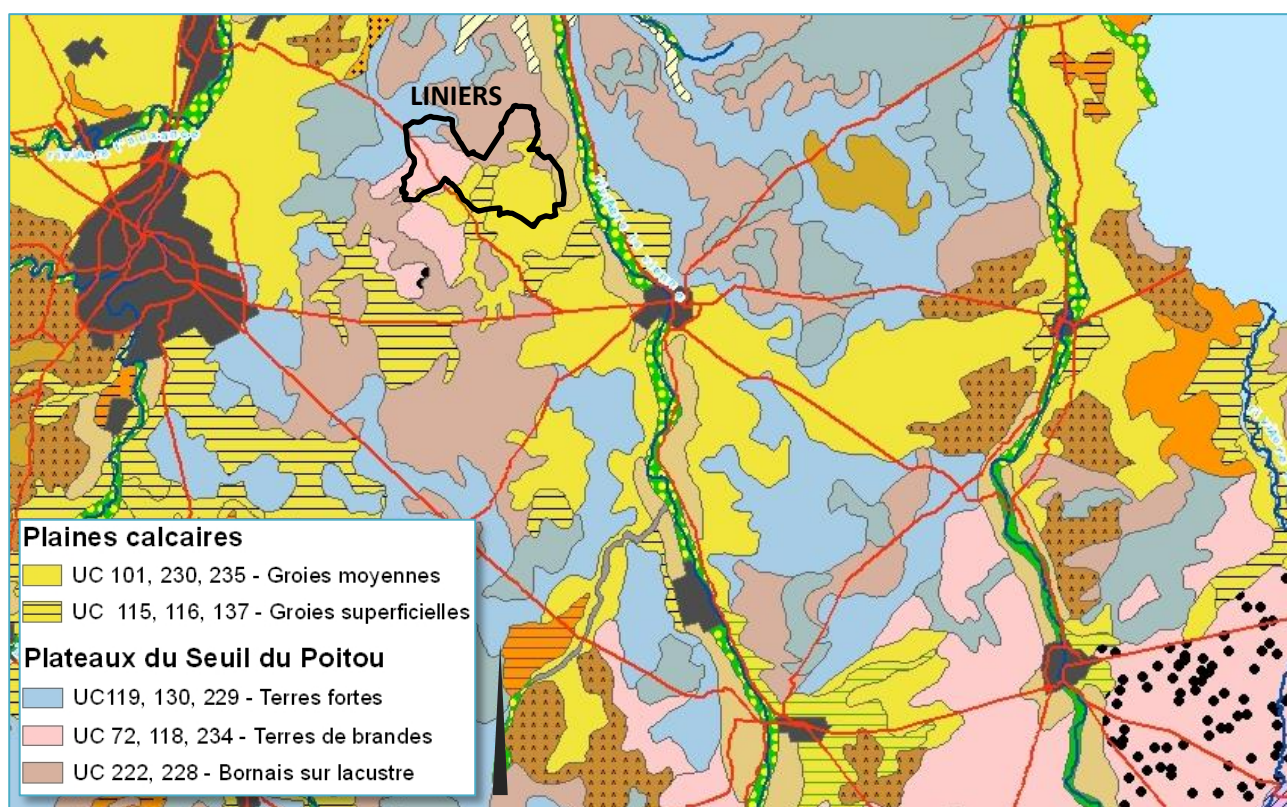 LINIERS
Plaines calcaires
UC 101, 230, 235 - Groies moyennes
UC 115, 116, 137 - Groies superficielles
Plateaux du Seuil du Poitou
UC119, 130, 229 - Terres fortes
UC 72, 118, 234 - Terres de brandes
UC 222, 228 - Bornais sur lacustre